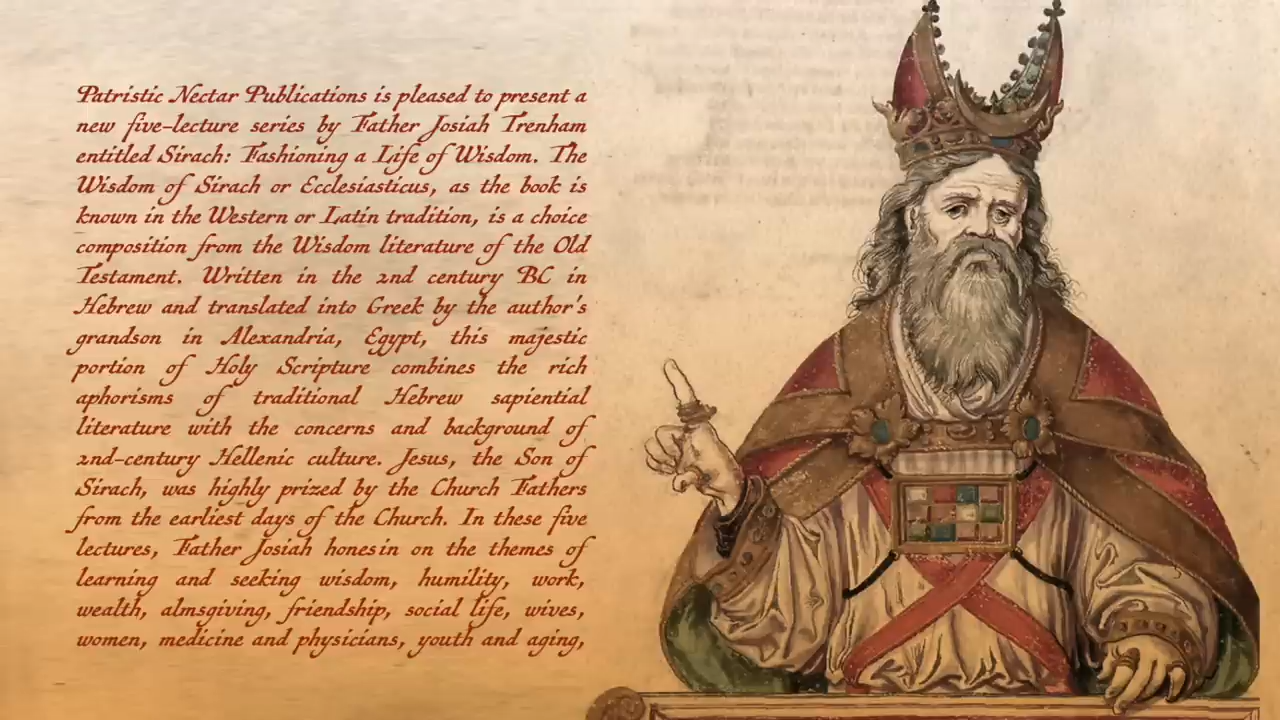 Patristic Nectar Publications is pleased to present a
new five-lecture series by Father Josiah Trenham
entitled Sirach: Fashioning a Life of Wisdom. The
Wisdom of Sirach or Ecclesiasticus, as the book is
known in the Western or Latin tradition, is a choice
composition from the Wisdom literature of the Old
Testament. Written in the 2nd century BC in
Hebrew and translated into Greek by the author's
grandson in Alexandria, Egypt, this majestic
portion of Holy Scripture combines the rich
aphorisms of traditional Hebrew sapiential
literature with the concerns and background of
2nd-century Hellenic culture. Jesus, the Son of
Sirach, was highly prized by the Church Fathers
from the earliest days of the Church. In these five
lectures, Father Josiah honesin on the themes of
learning and seeking wisdom, humility, work,
wealth, almsgiving, friendship, social life, wives,
women, medicine and physicians, youth and aging,